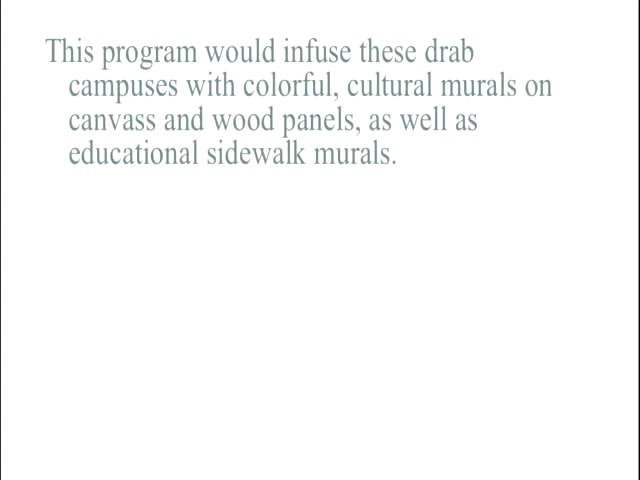 This program would infuse these drab
campuses with colorful, cultural murals on
canvass and wood panels, as well as
educational sidewalk murals.